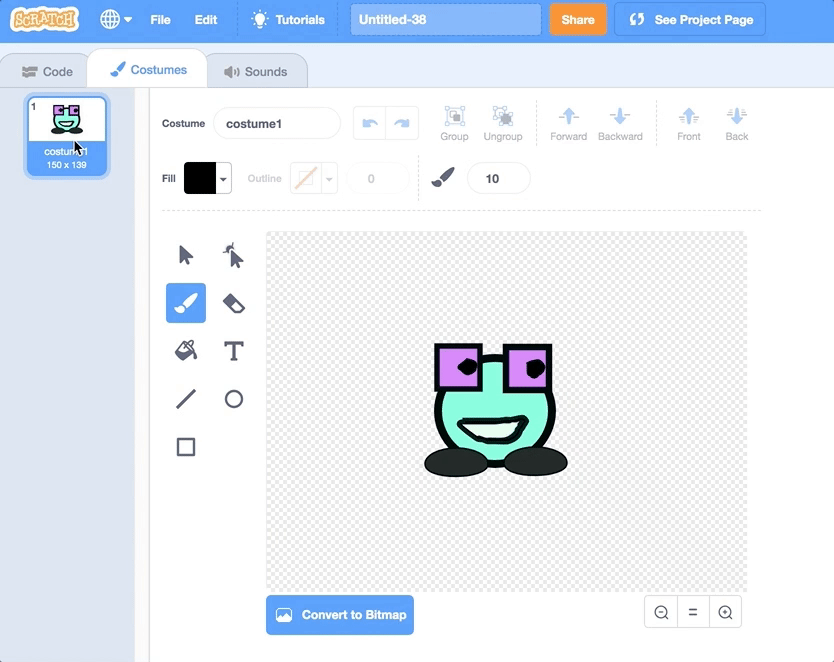 SCRATCH File Edit Tutorials Untitled-38 Share See Project Page
Code Costumes Sounds
1
150 x 139
Costume costume1 Group Ungroup Forward Backward Front Back
Fill Outline 0 10
T
Convert to Bitmap